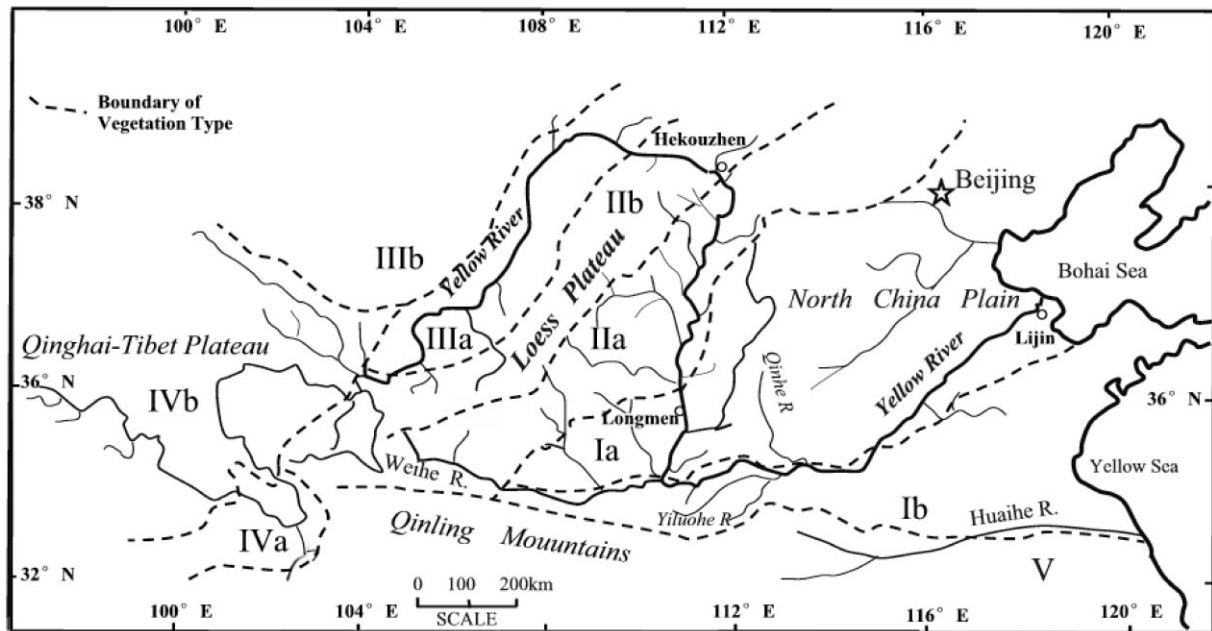 100° E 104° E 108° E 112° E 116° E 120° E
Boundary of
Vegetation Type
Hekouzhen
Beijing
38° N
IIb
Yellow River
Plateau
Loess
IIIb
Bohai Sea
North China Plain
Lijin
IIIa
IIa
Qinghai-Tibet Plateau
Qinhe R
Yellow River
36° N
36° N
IVb
Longmen
Ia
Weihe R.
Yellow Sea
Yiluohe R
Ib
Huaihe R.
IVa
Qinling Mouuntains
V
32° N
0 100 200km
SCALE
100° E 104° E 108° E 112° E 116° E 120° E